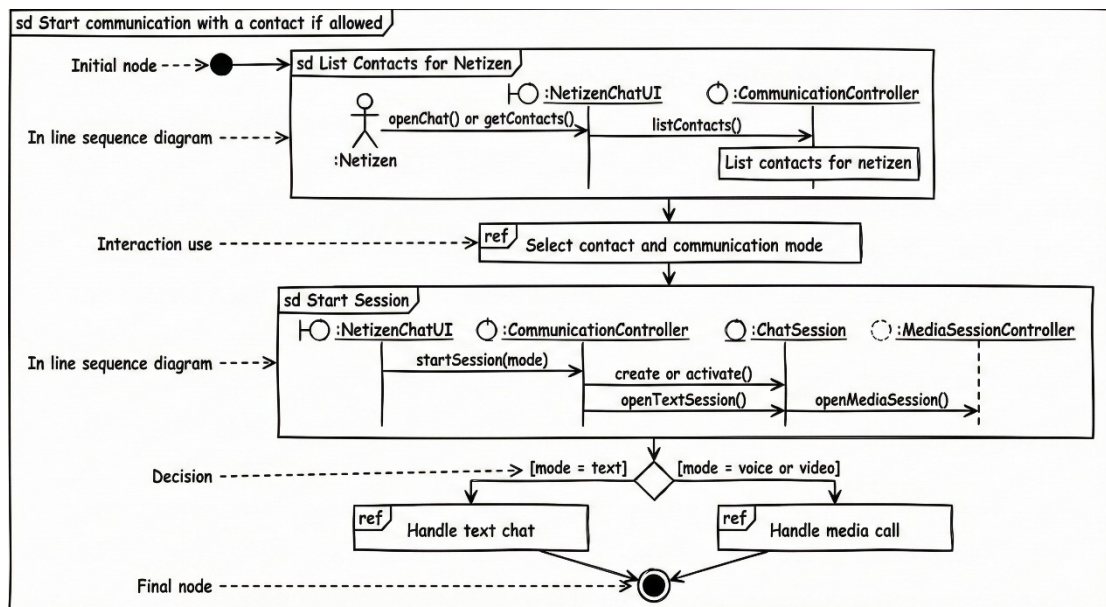 sd Start communication with a contact if allowed
Initial node
sd List Contacts for Netizen
:NetizenChatUI
:CommunicationController
openChat() or getContacts()
listContacts()
In line sequence diagram
:Netizen
List contacts for netizen
Interaction use
ref
Select contact and communication mode
sd Start Session
:NetizenChatUI
:CommunicationController
:ChatSession
:MediaSessionController
In line sequence diagram
startSession(mode)
create or activate()
openTextSession()
openMediaSession()
Decision
[mode = text]
[mode = voice or video]
ref
Handle text chat
ref
Handle media call
Final node